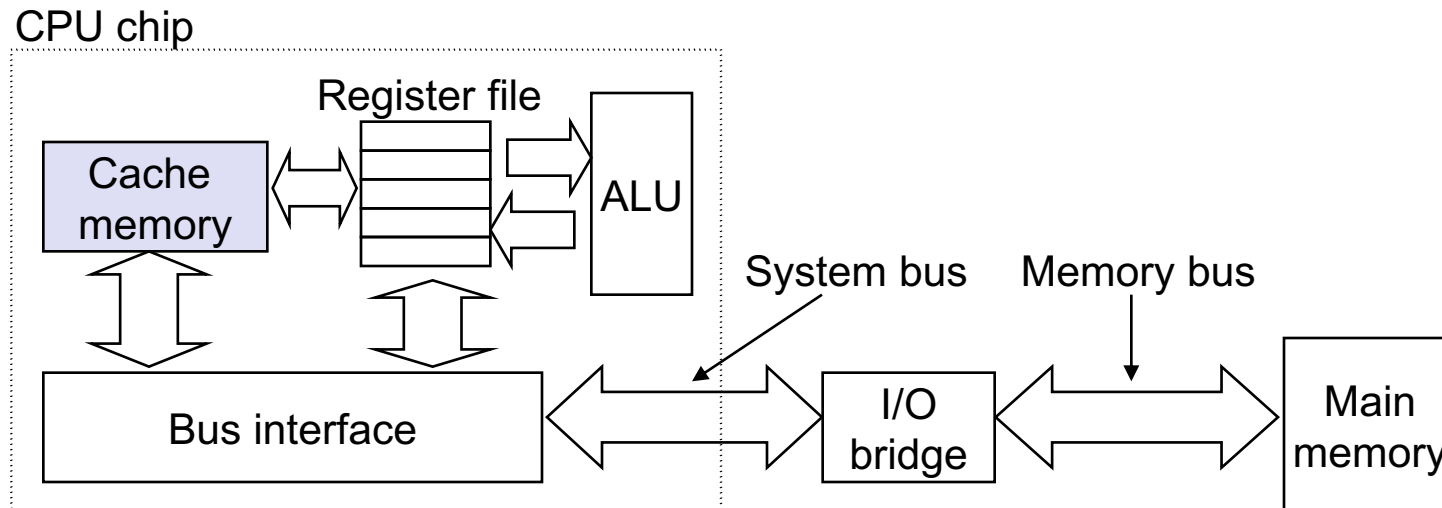 CPU chip
Register file
Cache
memory
ALU
System bus
Memory bus
Bus interface
I/O
bridge
Main
memory